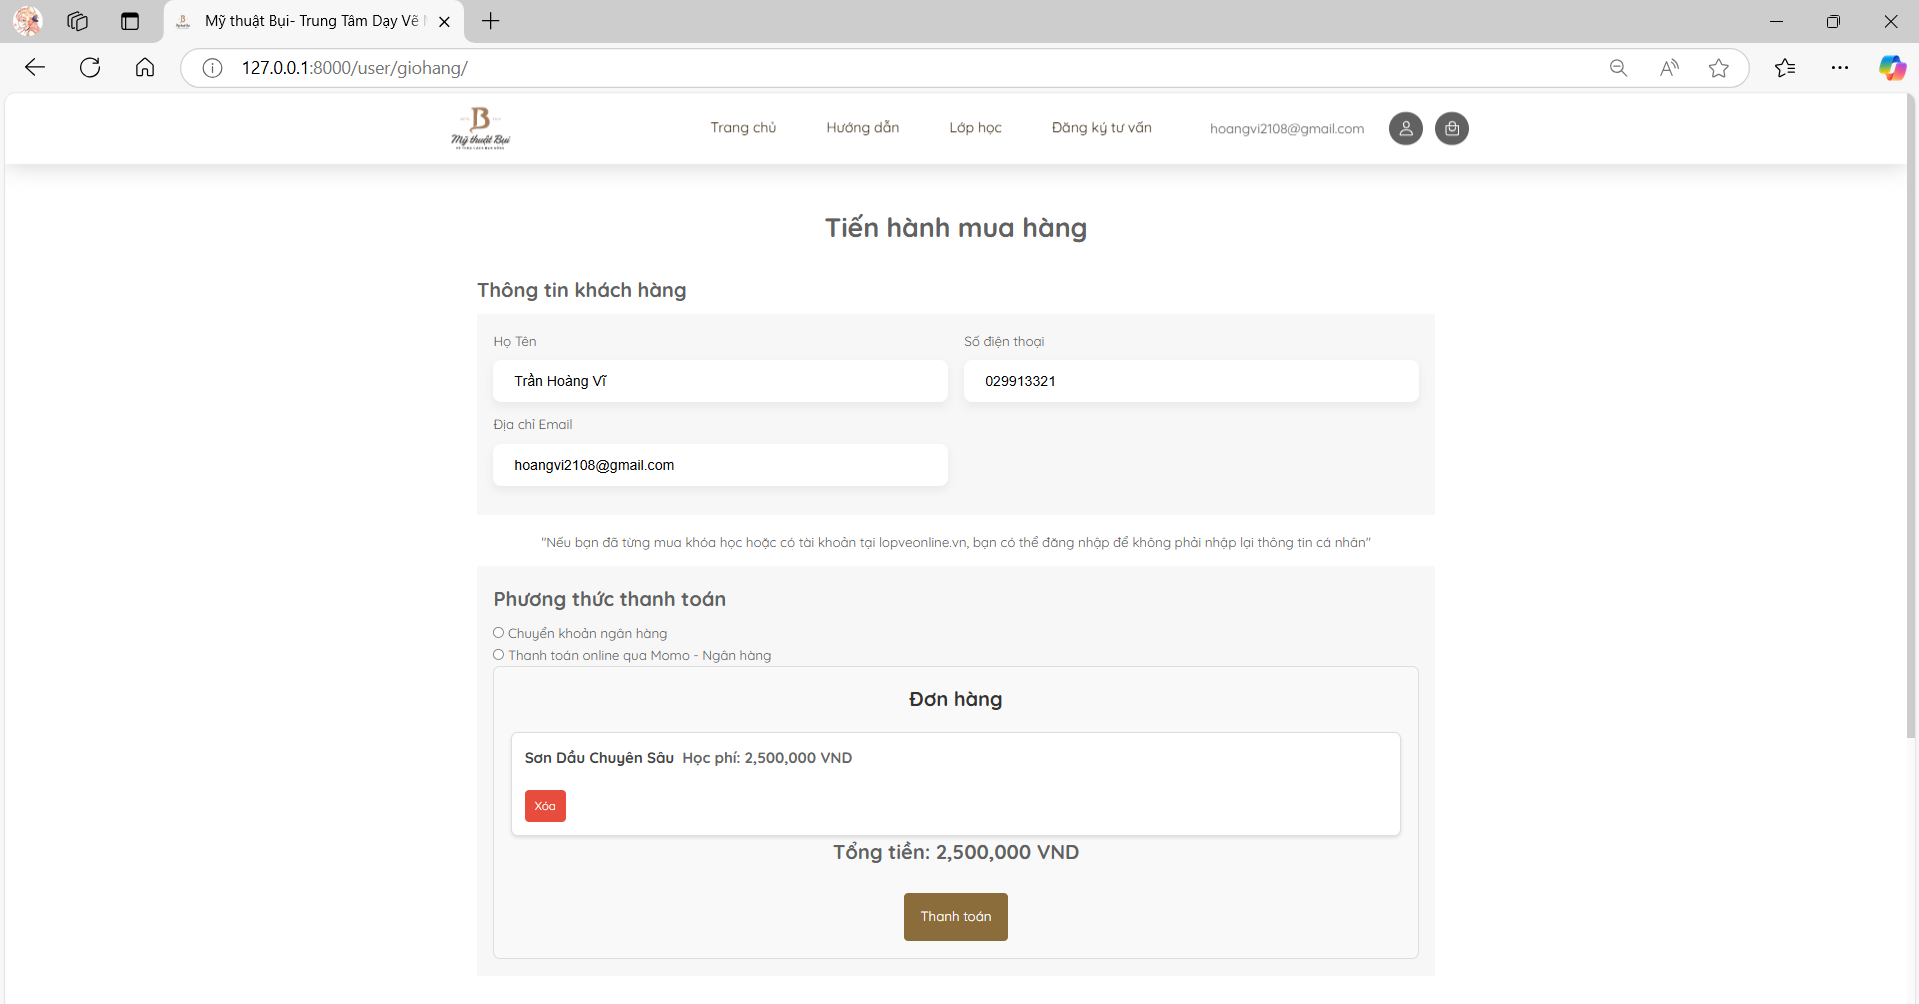 Mỹ thuật Bụi- Trung Tâm Dạy Vẽ
127.0.0.1:8000/user/giohang/
B
Mỹ thuật Bụi
Trang chủ
Hướng dẫn
Lớp học
Đăng ký tư vấn
hoangvi2108@gmail.com
Tiến hành mua hàng
Thông tin khách hàng
Họ Tên
Số điện thoại
Trần Hoàng Vĩ
029913321
Địa chỉ Email
hoangvi2108@gmail.com
"Nếu bạn đã từng mua khóa học hoặc có tài khoản tại lopveonline.vn, bạn có thể đăng nhập để không phải nhập lại thông tin cá nhân"
Phương thức thanh toán
Chuyển khoản ngân hàng
Thanh toán online qua Momo - Ngân hàng
Đơn hàng
Sơn Dầu Chuyên Sâu Học phí: 2,500,000 VND
Xóa
Tổng tiền: 2,500,000 VND
Thanh toán